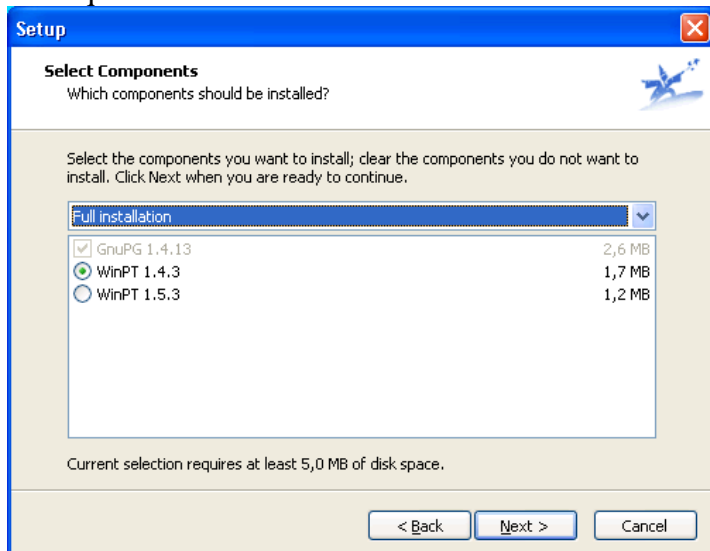 Setup
Select Components
Which components should be installed?
Select the components you want to install; clear the components you do not want to
install. Click Next when you are ready to continue.
Full installation
GnuPG 1.4.13 2,6 MB
WinPT 1.4.3 1,7 MB
WinPT 1.5.3 1,2 MB
Current selection requires at least 5,0 MB of disk space.
< Back Next > Cancel